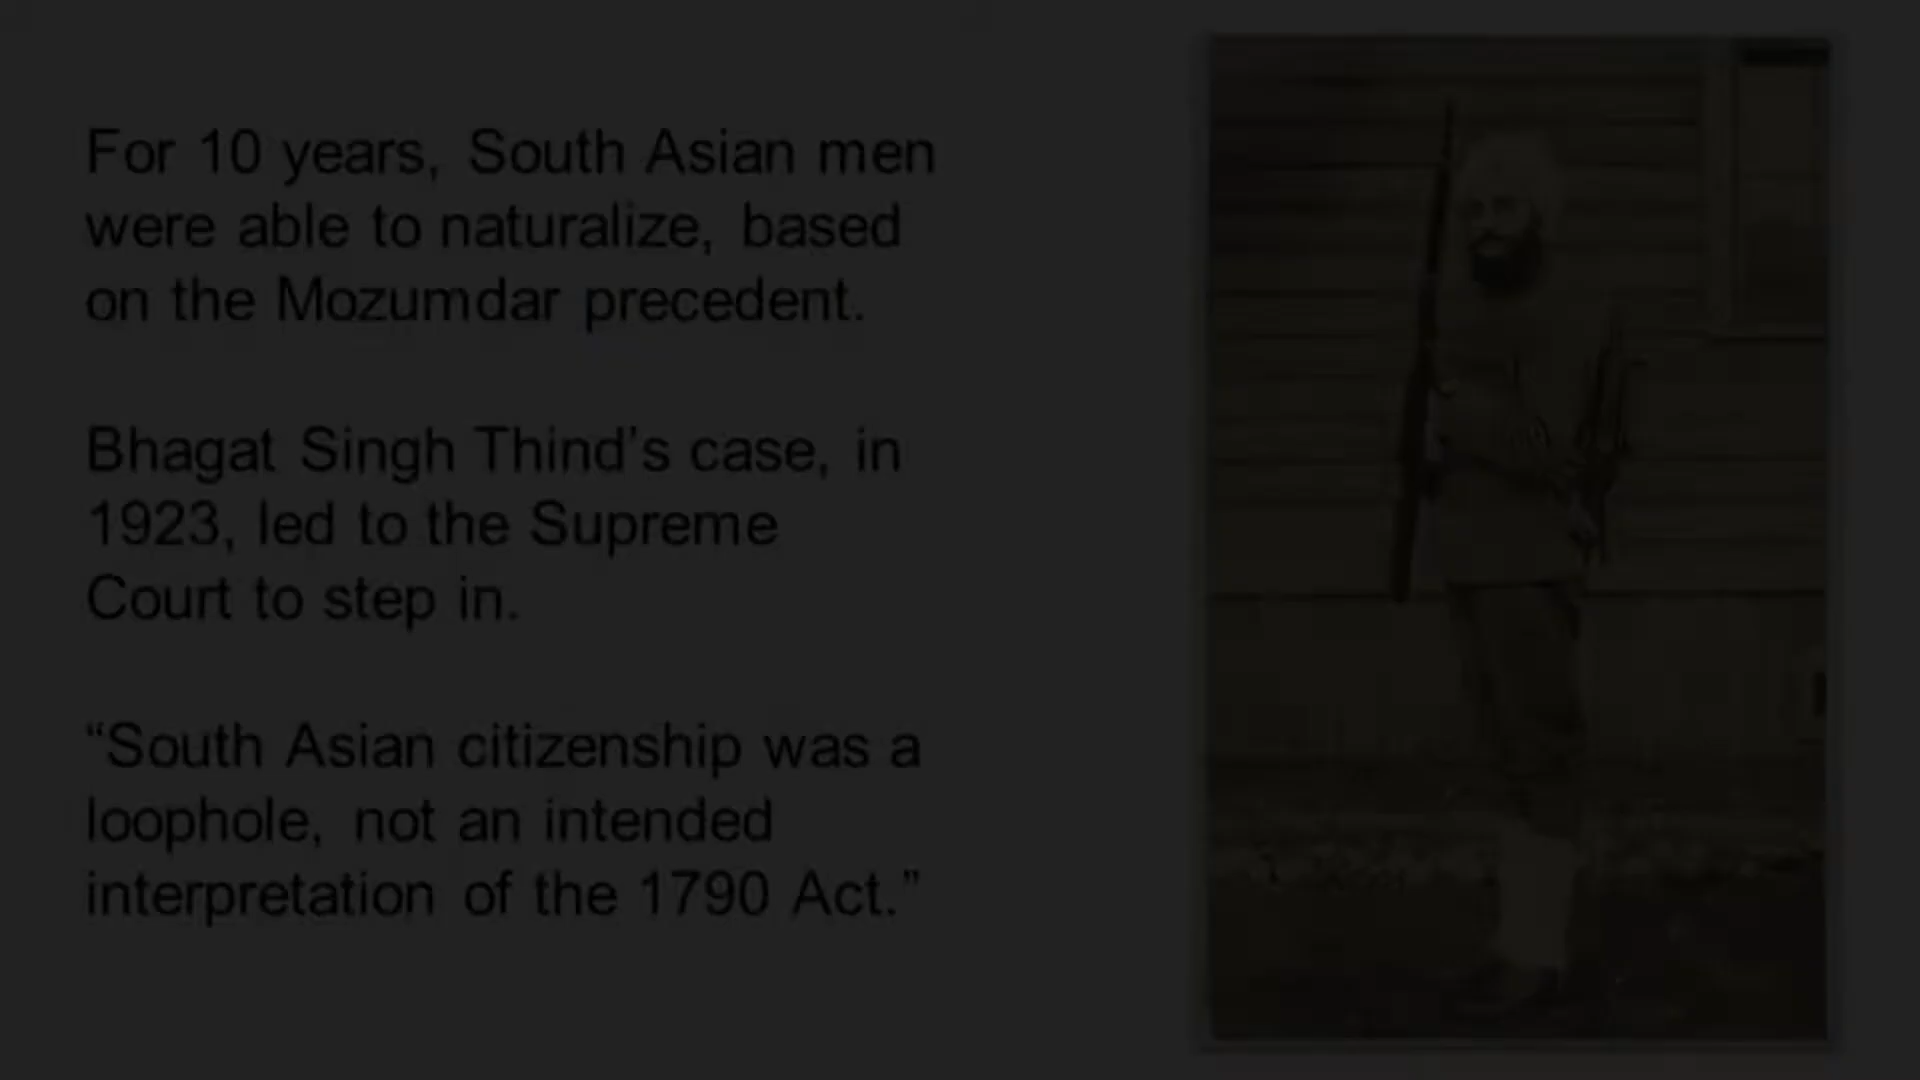 For 10 years, South Asian men
were able to naturalize, based
on the Mozumdar precedent.
Bhagat Singh Thind’s case, in
1923, led to the Supreme
Court to step in.
“South Asian citizenship was a
loophole, not an intended
interpretation of the 1790 Act.”